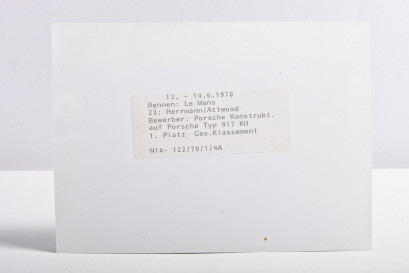 13. - 14.6.1970
Rennen: Le Mans
23: Herrmann/Attwood
Bewerber: Porsche Konstrukt.
auf Porsche Typ 917 KH
1. Platz Ges.Klassement
N14- 122/70/1/4A